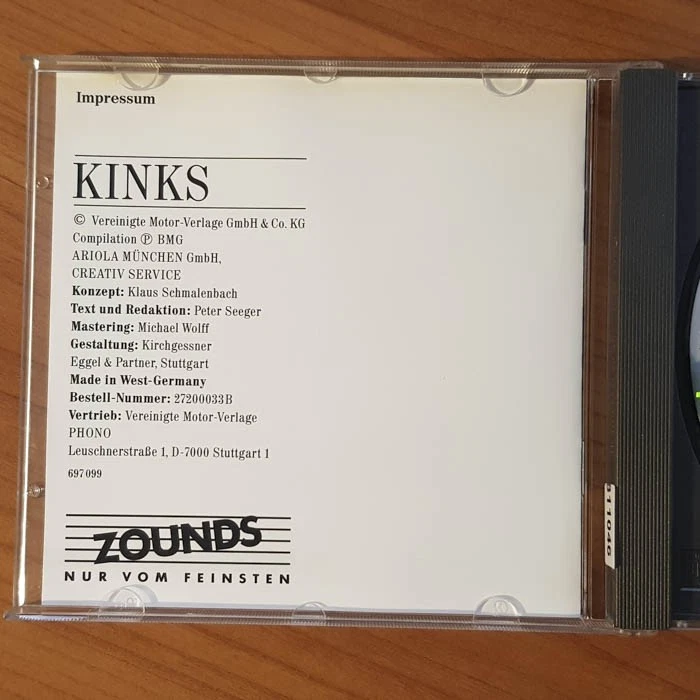 Impressum
KINKS
© Vereinigte Motor-Verlage GmbH & Co. KG
Compilation ℗ BMG
ARIOLA MÜNCHEN GmbH,
CREATIV SERVICE
Konzept: Klaus Schmalenbach
Text und Redaktion: Peter Seeger
Mastering: Michael Wolff
Gestaltung: Kirchgessner
Eggel & Partner, Stuttgart
Made in West-Germany
Bestell-Nummer: 27200033B
Vertrieb: Vereinigte Motor-Verlage
PHONO
Leuschnerstraße 1, D-7000 Stuttgart 1
697 099
ZOUNDS
NUR VOM FEINSTEN